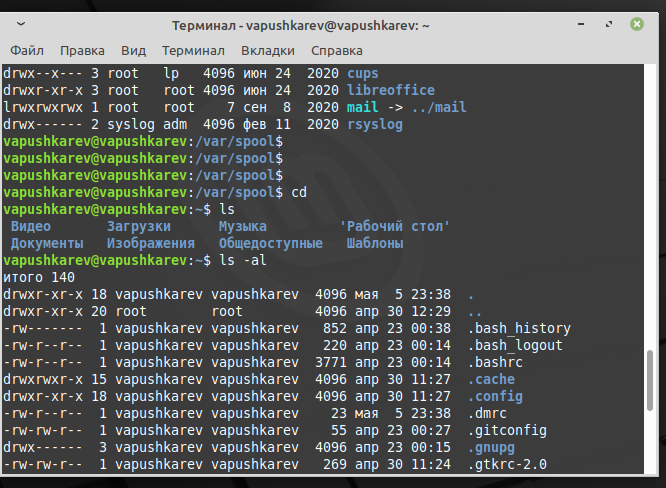 Терминал - vapushkarev@vapushkarev: ~
Файл Правка Вид Терминал Вкладки Справка
drwx--x--- 3 root   lp   4096 июн 24  2020 cups
drwxr-xr-x 3 root   root 4096 июн 24  2020 libreoffice
lrwxrwxrwx 1 root   root    7 сен  8  2020 mail -> ../mail
drwx------ 2 syslog adm  4096 фев 11  2020 rsyslog
vapushkarev@vapushkarev:/var/spool$
vapushkarev@vapushkarev:/var/spool$
vapushkarev@vapushkarev:/var/spool$
vapushkarev@vapushkarev:/var/spool$ cd
vapushkarev@vapushkarev:~$ ls
 Видео       Загрузки      Музыка         'Рабочий стол'
 Документы   Изображения   Общедоступные   Шаблоны
vapushkarev@vapushkarev:~$ ls -al
итого 140
drwxr-xr-x 18 vapushkarev vapushkarev  4096 мая  5 23:38  .
drwxr-xr-x 20 root        root         4096 апр 30 12:29  ..
-rw-------  1 vapushkarev vapushkarev   852 апр 23 00:38  .bash_history
-rw-r--r--  1 vapushkarev vapushkarev   220 апр 23 00:14  .bash_logout
-rw-r--r--  1 vapushkarev vapushkarev  3771 апр 23 00:14  .bashrc
drwxrwxr-x 15 vapushkarev vapushkarev  4096 апр 30 11:27  .cache
drwxr-xr-x 18 vapushkarev vapushkarev  4096 апр 30 11:27  .config
-rw-r--r--  1 vapushkarev vapushkarev    23 мая  5 23:38  .dmrc
-rw-rw-r--  1 vapushkarev vapushkarev    55 апр 23 00:27  .gitconfig
drwx------  3 vapushkarev vapushkarev  4096 апр 23 00:15  .gnupg
-rw-rw-r--  1 vapushkarev vapushkarev   269 апр 30 11:24  .gtkrc-2.0